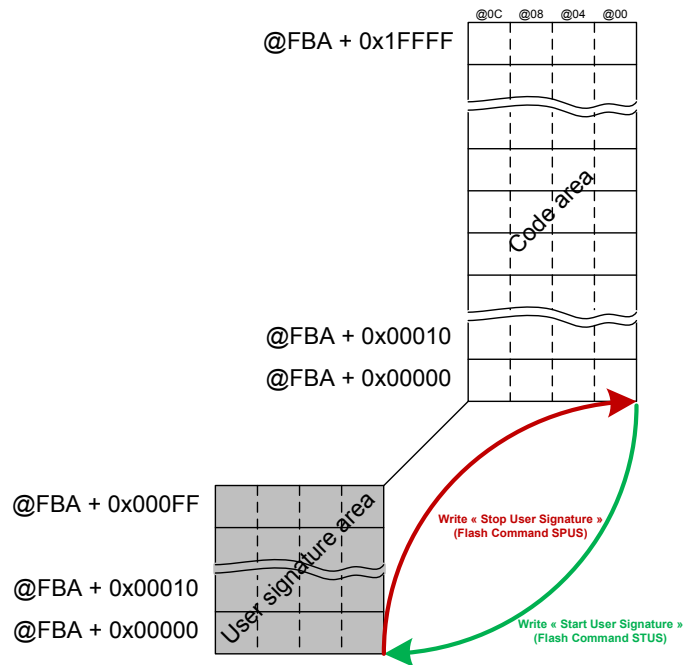 @0C @08 @04 @00
@FBA + 0x1FFFF
Code area
@FBA + 0x00010
@FBA + 0x00000
@FBA + 0x000FF
User signature area
Write « Stop User Signature »
(Flash Command SPUS)
@FBA + 0x00010
@FBA + 0x00000
Write « Start User Signature »
(Flash Command STUS)